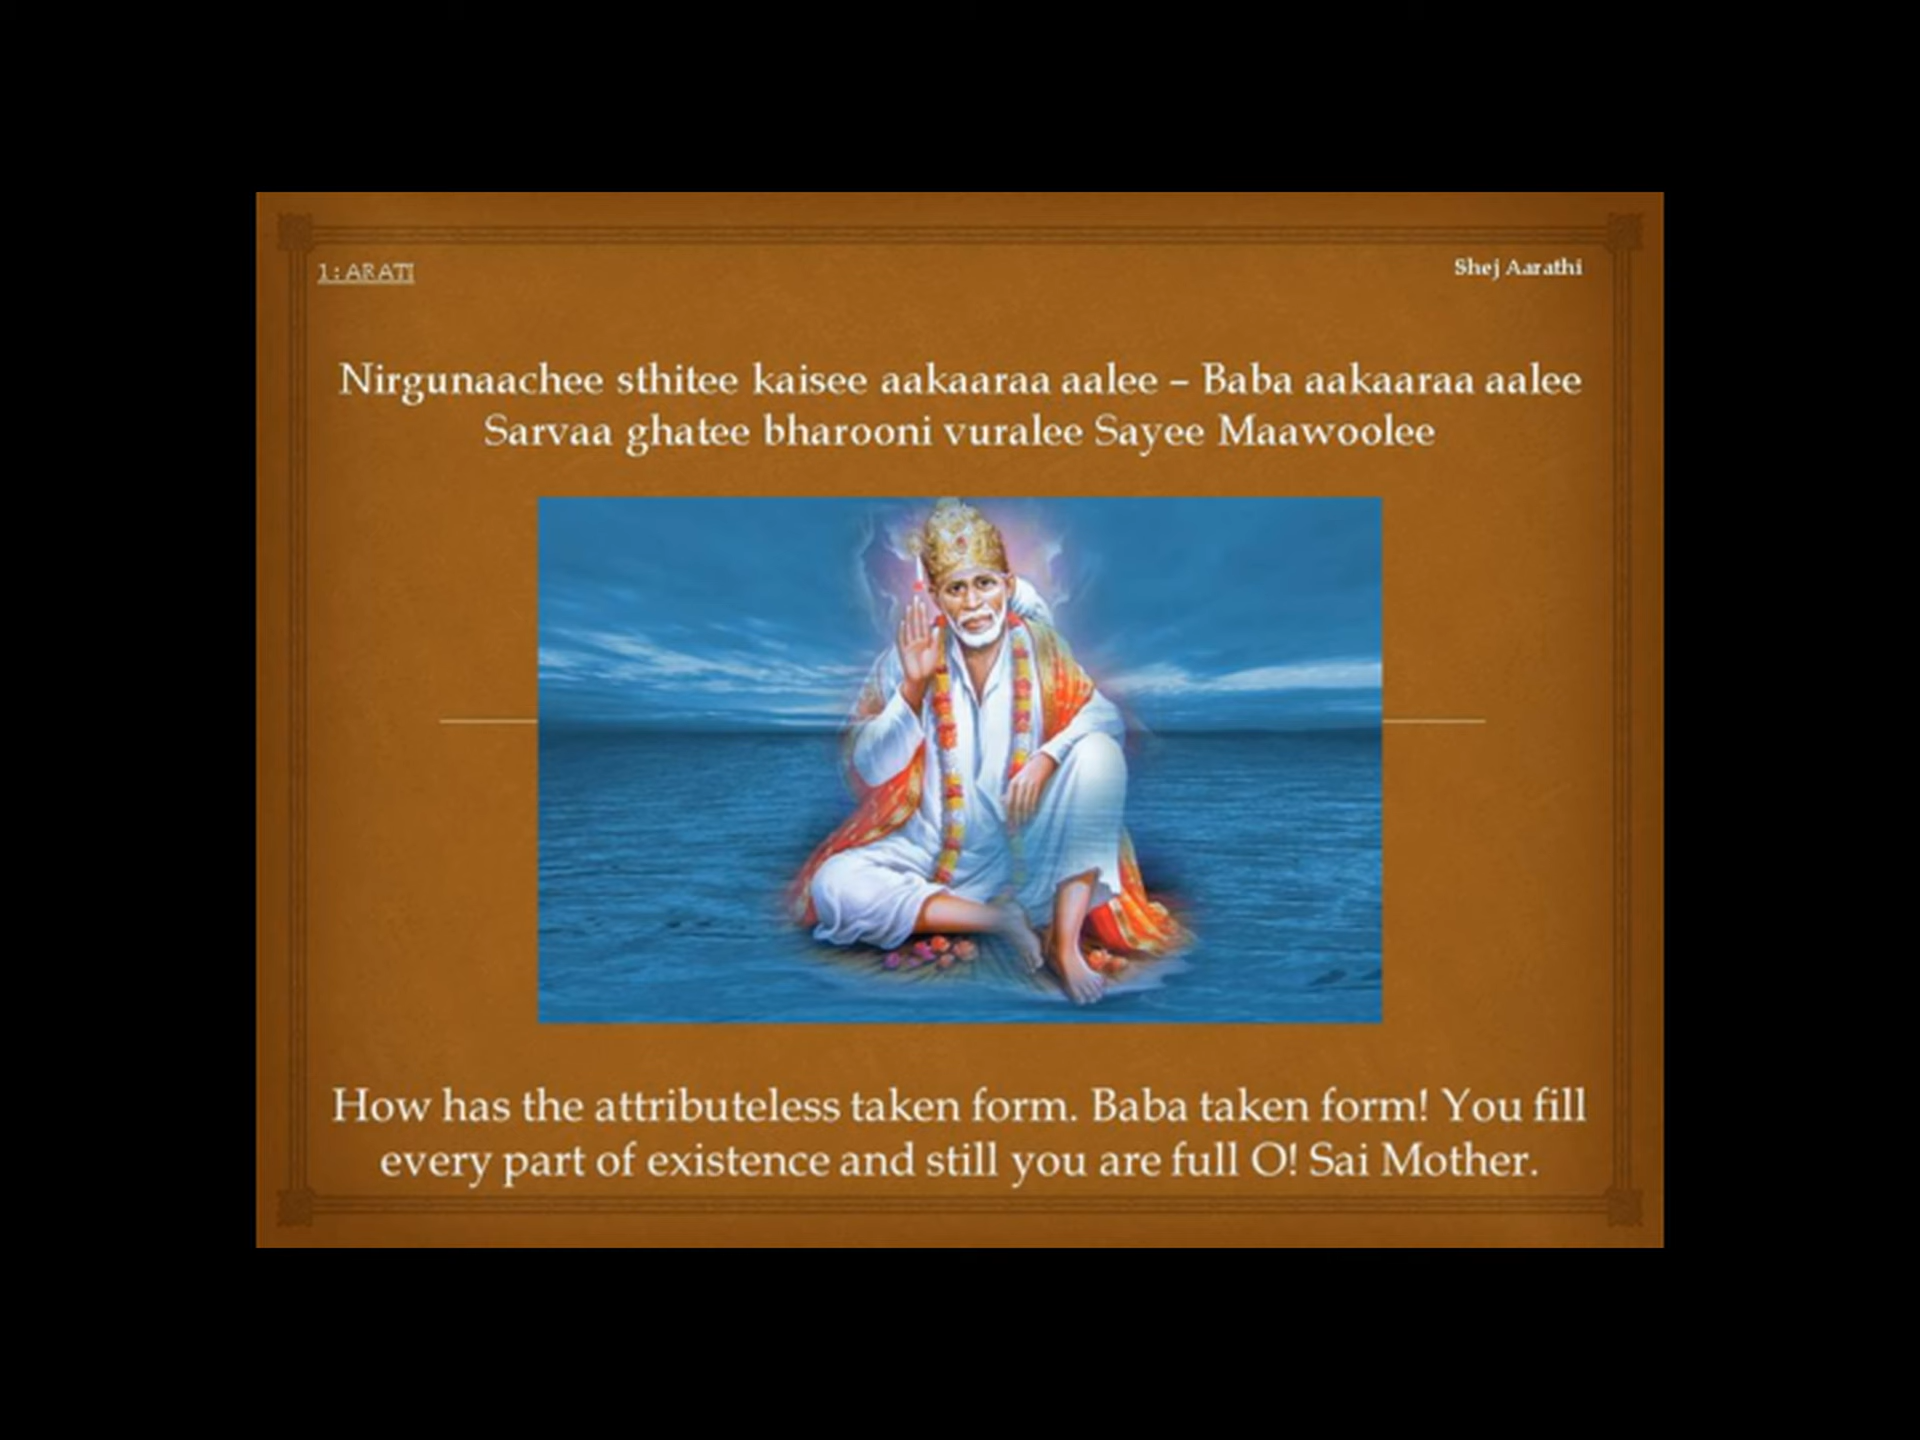 1 : ARATI
Shej Aarathi
Nirgunaachee sthitee kaisee aakaaraa aalee – Baba aakaaraa aalee
Sarvaa ghatee bharooni vuralee Sayee Maawoolee
How has the attributeless taken form. Baba taken form! You fill
every part of existence and still you are full O! Sai Mother.